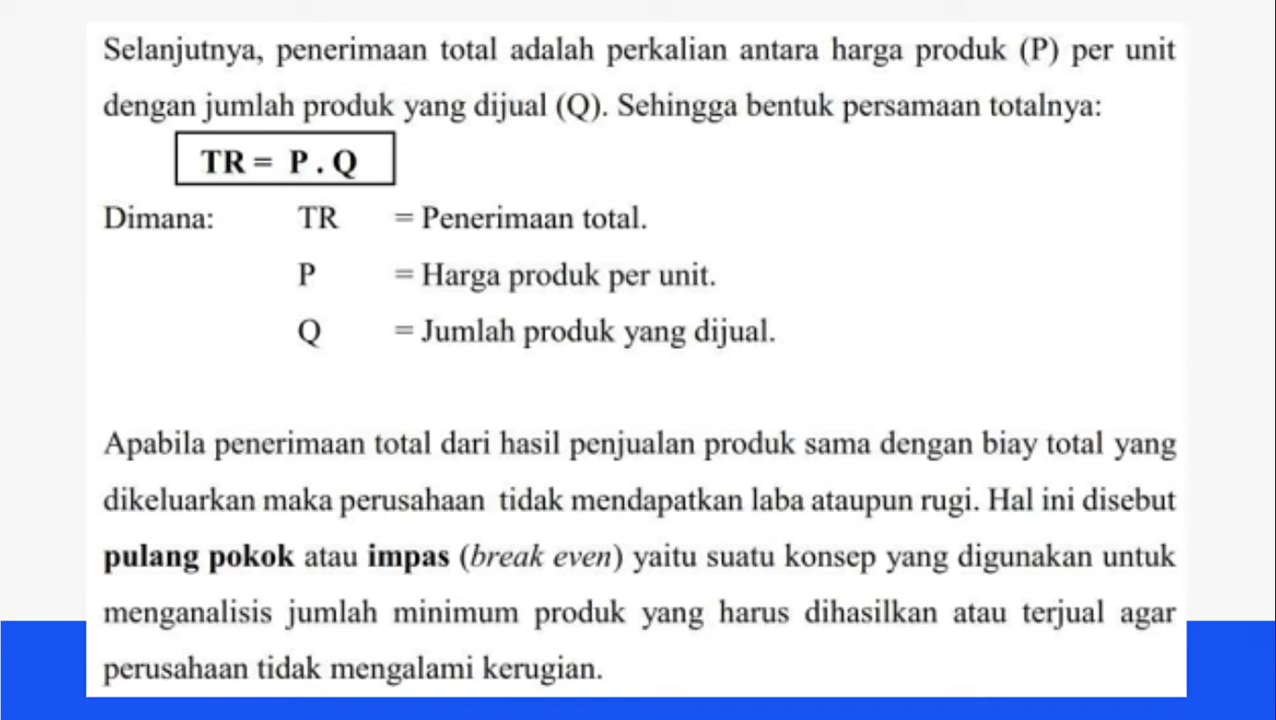 Selanjutnya, penerimaan total adalah perkalian antara harga produk (P) per unit
dengan jumlah produk yang dijual (Q). Sehingga bentuk persamaan totalnya:
TR = P . Q
Dimana: TR = Penerimaan total.
P = Harga produk per unit.
Q = Jumlah produk yang dijual.
Apabila penerimaan total dari hasil penjualan produk sama dengan biay total yang
dikeluarkan maka perusahaan tidak mendapatkan laba ataupun rugi. Hal ini disebut
pulang pokok atau impas (break even) yaitu suatu konsep yang digunakan untuk
menganalisis jumlah minimum produk yang harus dihasilkan atau terjual agar
perusahaan tidak mengalami kerugian.